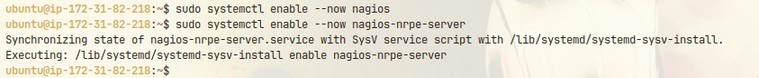 ubuntu@ip-172-31-82-218:~$ sudo systemctl enable --now nagios
ubuntu@ip-172-31-82-218:~$ sudo systemctl enable --now nagios-nrpe-server
Synchronizing state of nagios-nrpe-server.service with SysV service script with /lib/systemd/systemd-sysv-install.
Executing: /lib/systemd/systemd-sysv-install enable nagios-nrpe-server
ubuntu@ip-172-31-82-218:~$